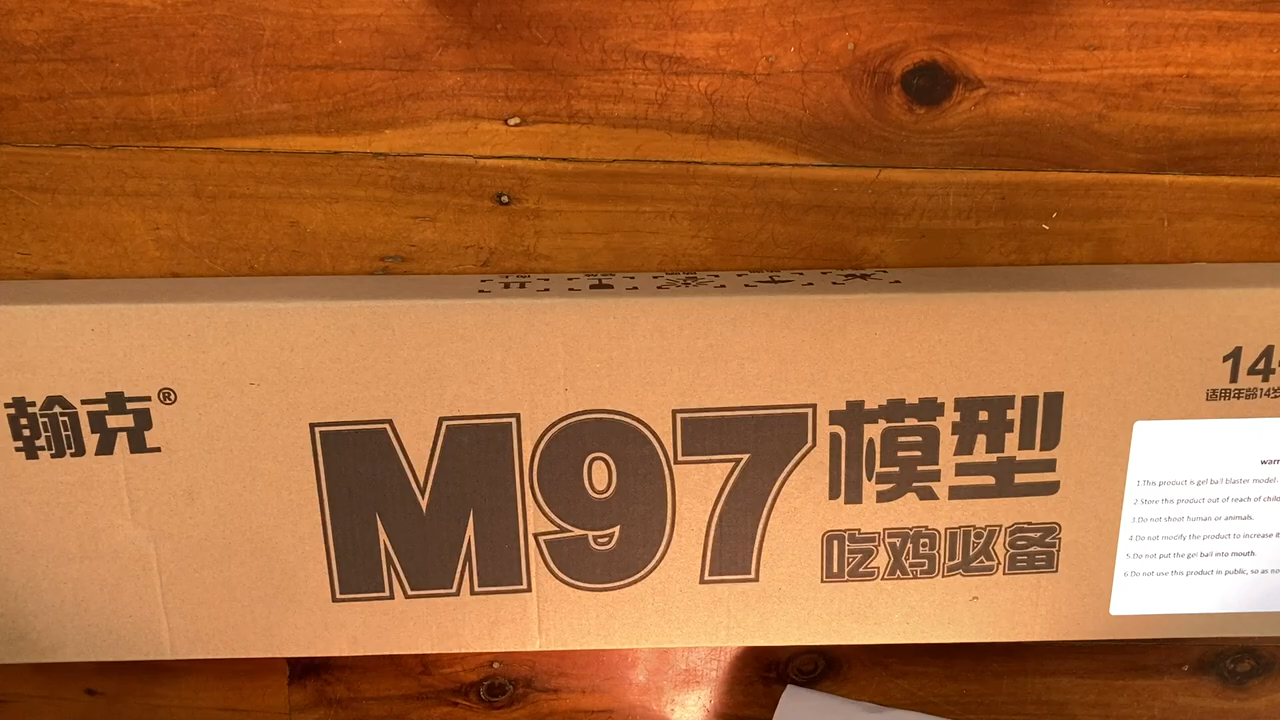 翰克®
M97模型
吃鸡必备
14
适用年龄14岁
warn
1.This product is gel ball blaster model
2.Store this product out of reach of child
3.Do not shoot human or animals.
4.Do not modify the product to increase it
5.Do not put the gel ball into mouth.
6.Do not use this product in public, so as no